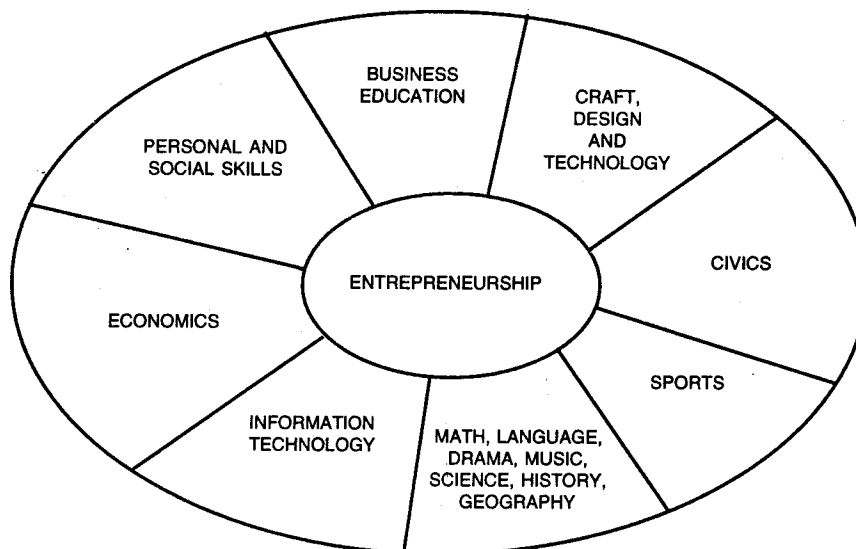 BUSINESS
EDUCATION
CRAFT,
DESIGN
AND
TECHNOLOGY
PERSONAL AND
SOCIAL SKILLS
CIVICS
ENTREPRENEURSHIP
ECONOMICS
SPORTS
INFORMATION
TECHNOLOGY
MATH, LANGUAGE,
DRAMA, MUSIC,
SCIENCE, HISTORY,
GEOGRAPHY